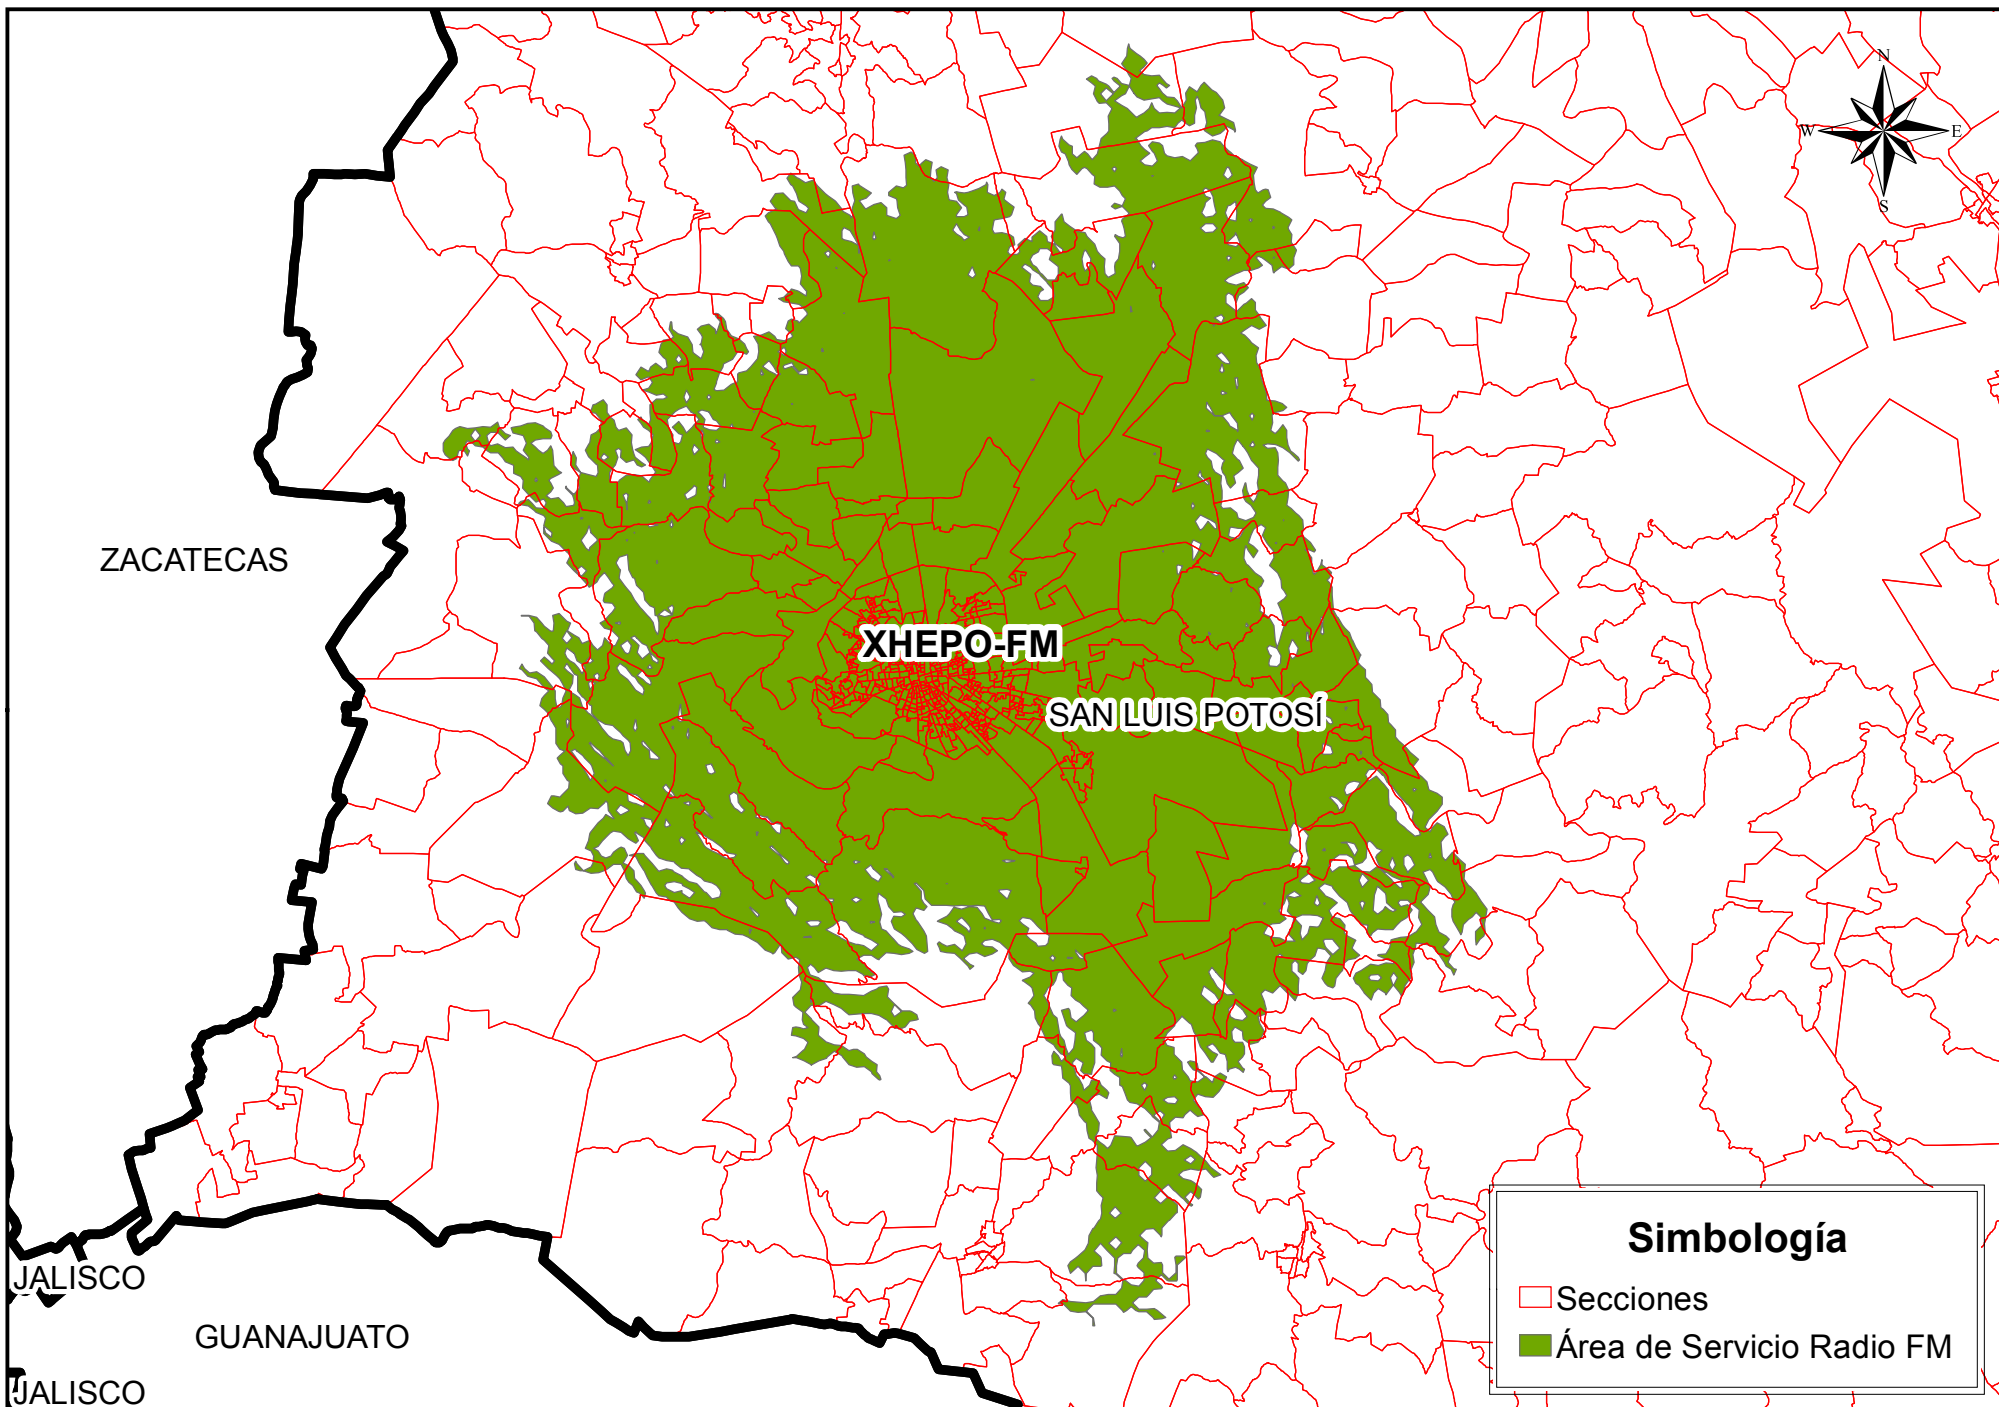 N
W
E
S
ZACATECAS
XHEPO-FM
SAN LUIS POTOSÍ
JALISCO
GUANAJUATO
JALISCO
Simbología
Secciones
Área de Servicio Radio FM